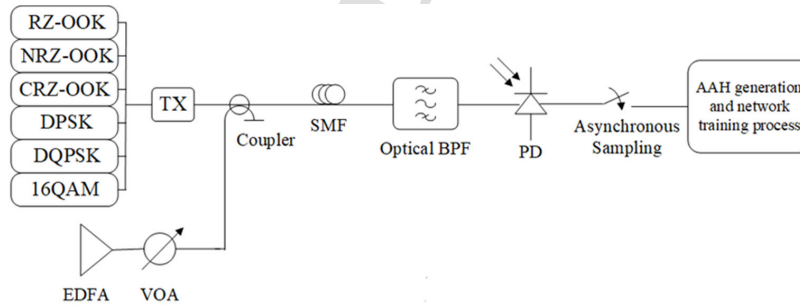 RZ-OOK
NRZ-OOK
CRZ-OOK
DPSK
DQPSK
16QAM
TX
Coupler
SMF
Optical BPF
PD
Asynchronous
Sampling
AAH generation
and network
training process
EDFA
VOA